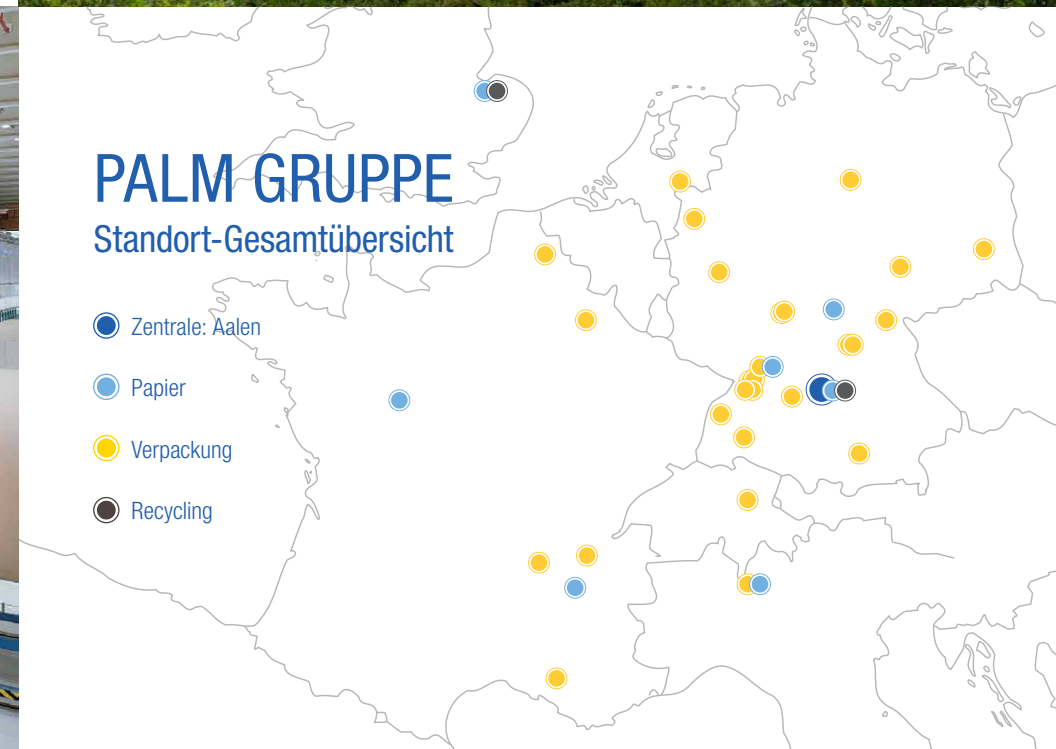 PALM GRUPPE
Standort-Gesamtübersicht
Zentrale: Aalen
Papier
Verpackung
Recycling